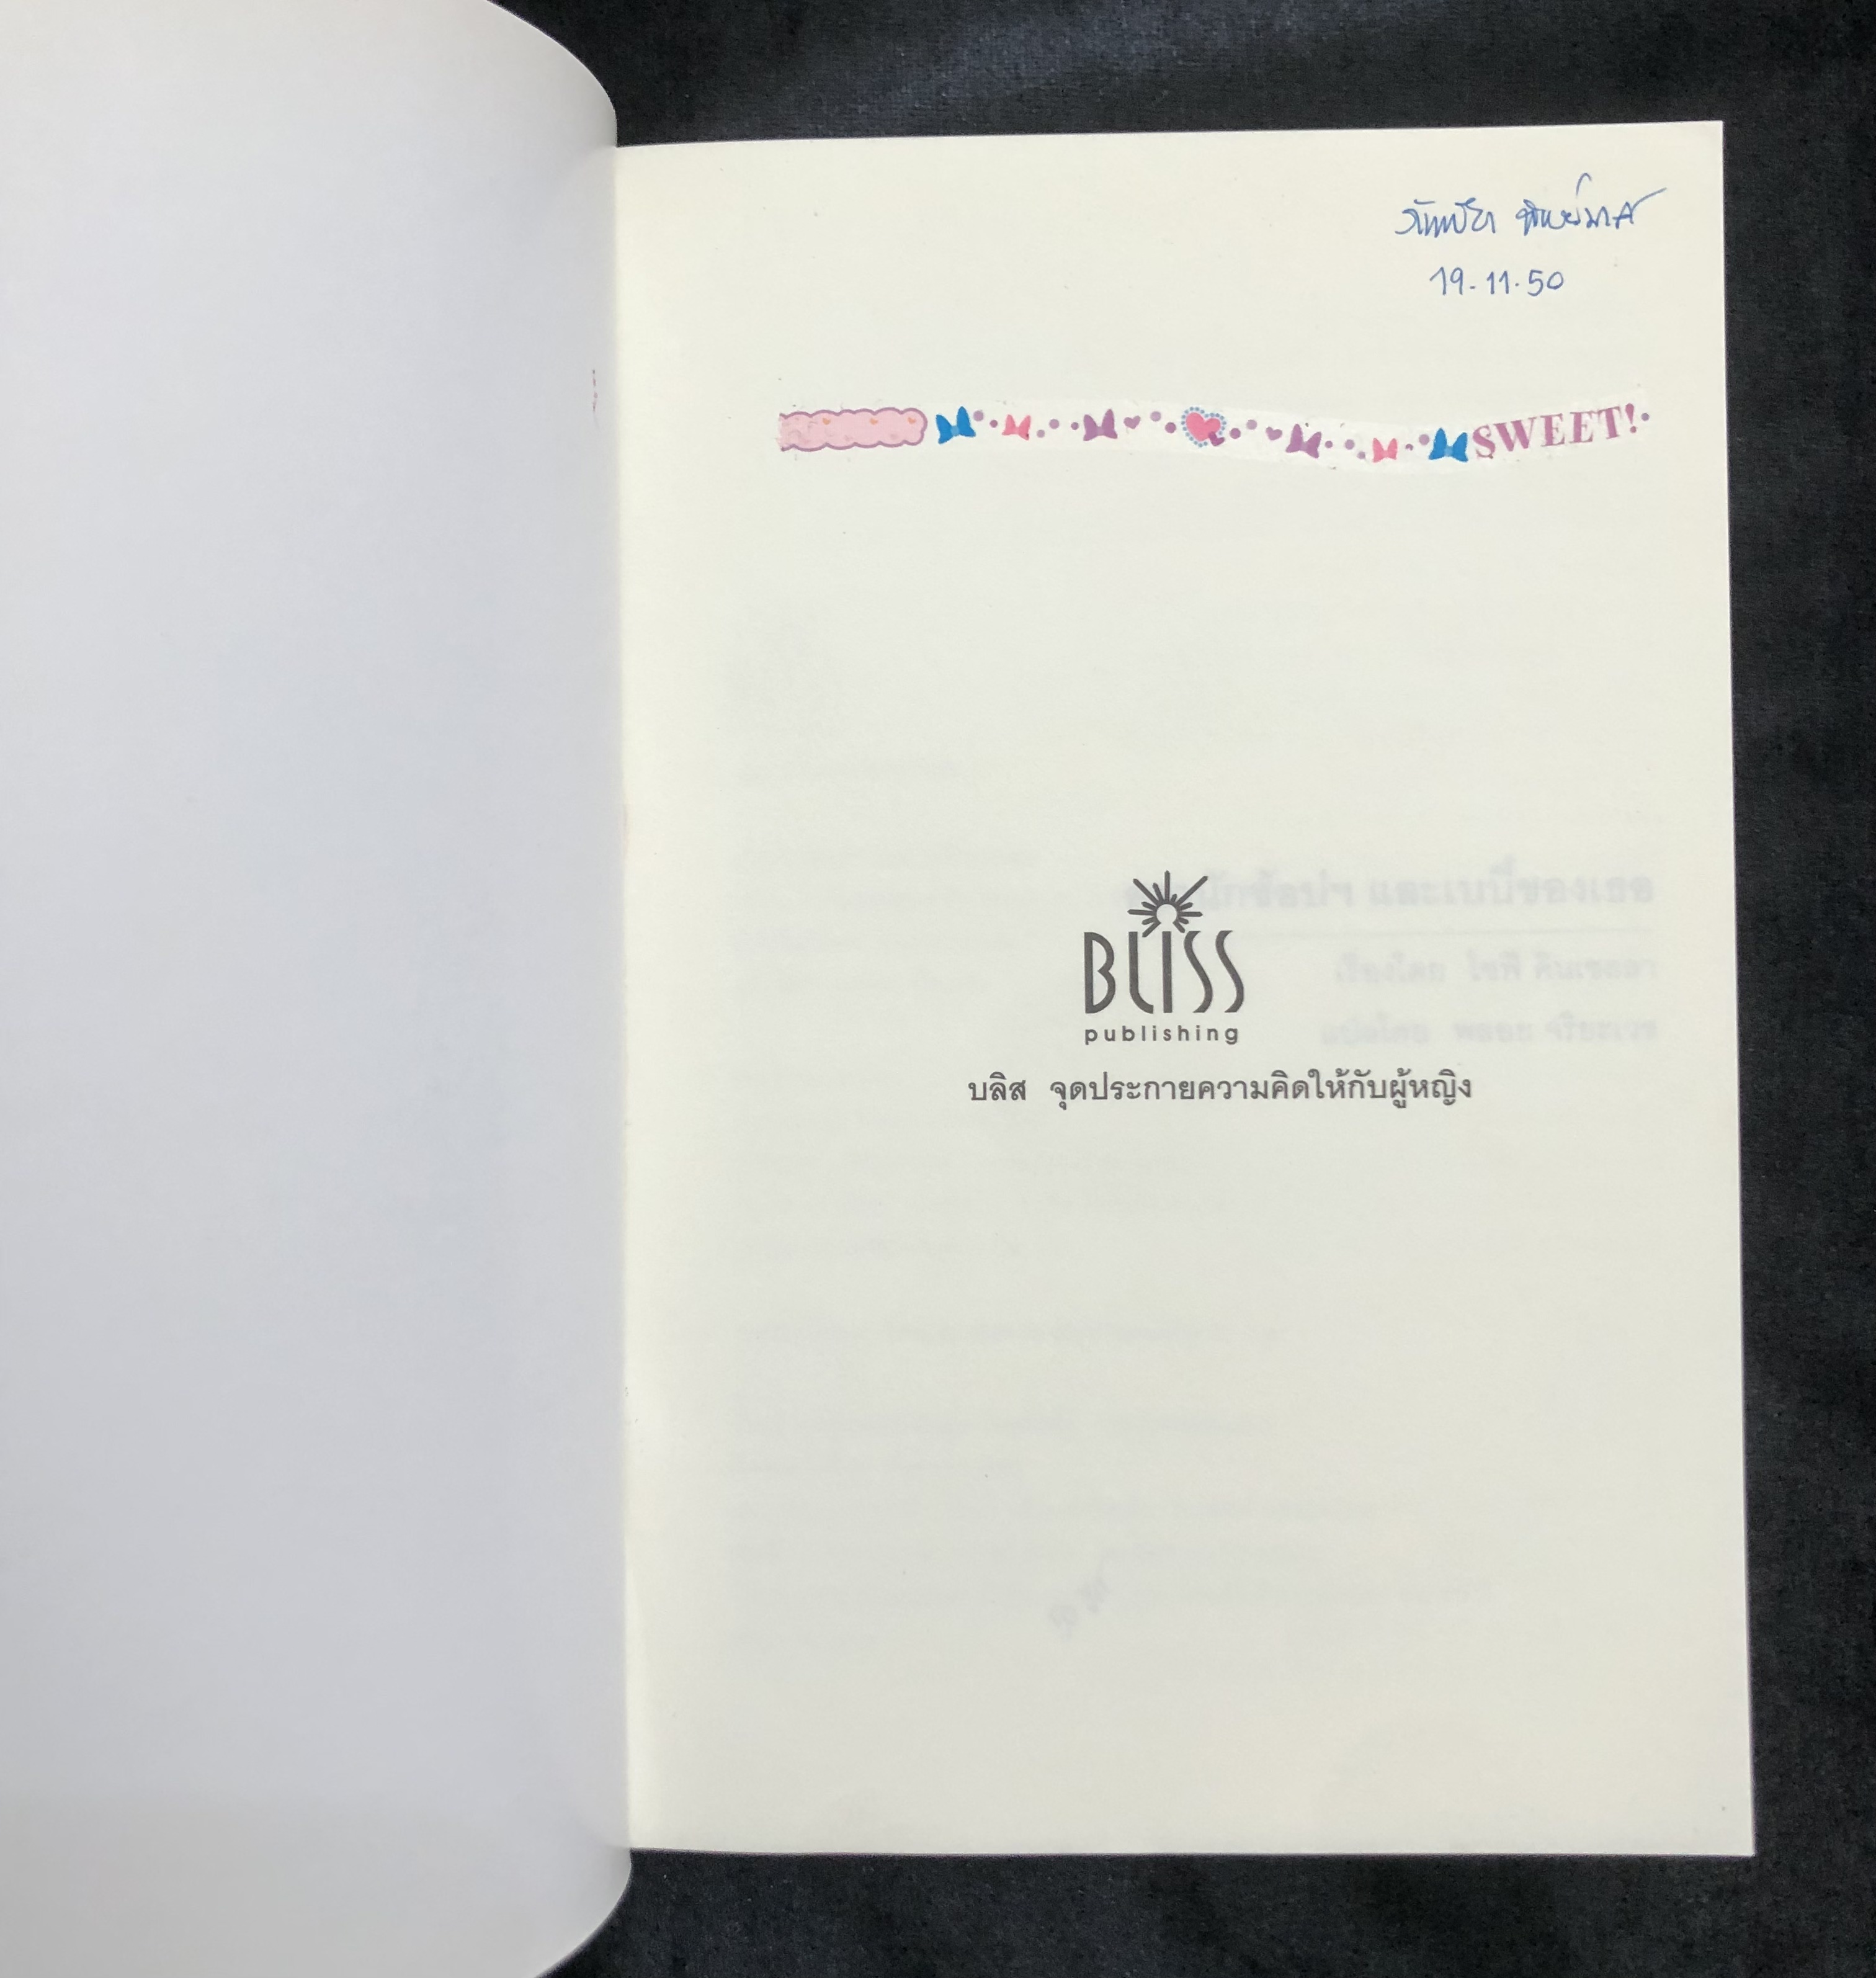 19.11.50
SWEET!
BLISS
publishing
บลิส จุดประกายความคิดให้กับผู้หญิง